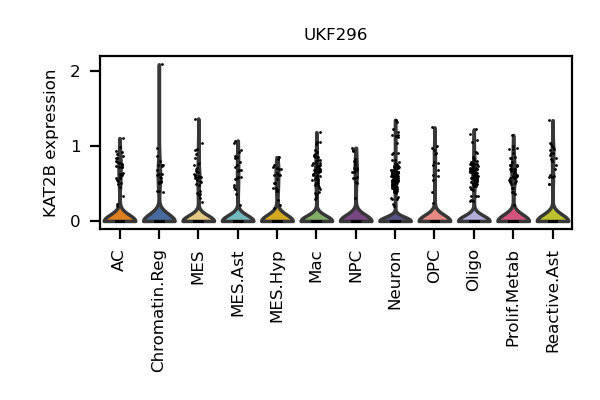 UKF296
KAT2B expression
2
1
0
AC
Chromatin.Reg
MES
MES.Ast
MES.Hyp
Mac
NPC
Neuron
OPC
Oligo
Prolif.Metab
Reactive.Ast